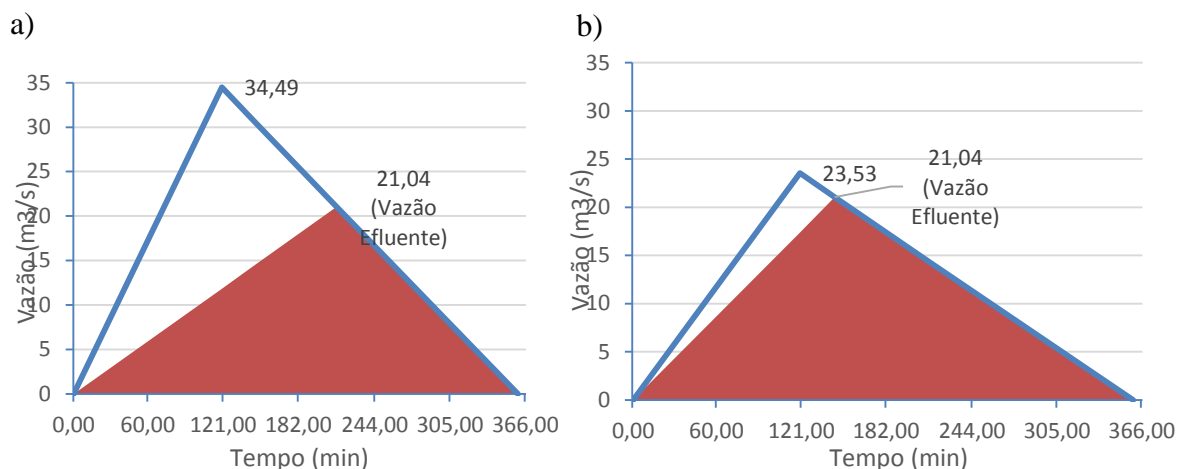 a)
35
30
25
20
15
10
5
0
Vazão (m3/s)
34,49
21,04
(Vazão
Efluente)
0,00 60,00 121,00 182,00 244,00 305,00 366,00
Tempo (min)
b)
35
30
25
20
15
10
5
0
Vazão (m3/s)
23,53
21,04
(Vazão
Efluente)
0,00 60,00 121,00 182,00 244,00 305,00 366,00
Tempo (min)